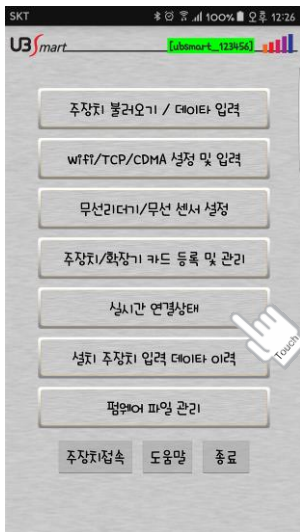 SKT 100% 오후 12:26
UBSmart [ubsmart_123456]
주장치 불러오기 / 데이타 입력
wifi/TCP/CDMA 설정 및 입력
무선리더기/무선 센서 설정
주장치/확장기 카드 등록 및 관리
실시간 연결상태
Touch
설치 주장치 입력 데이터 이력
펌웨어 파일 관리
주장치접속 도움말 종료